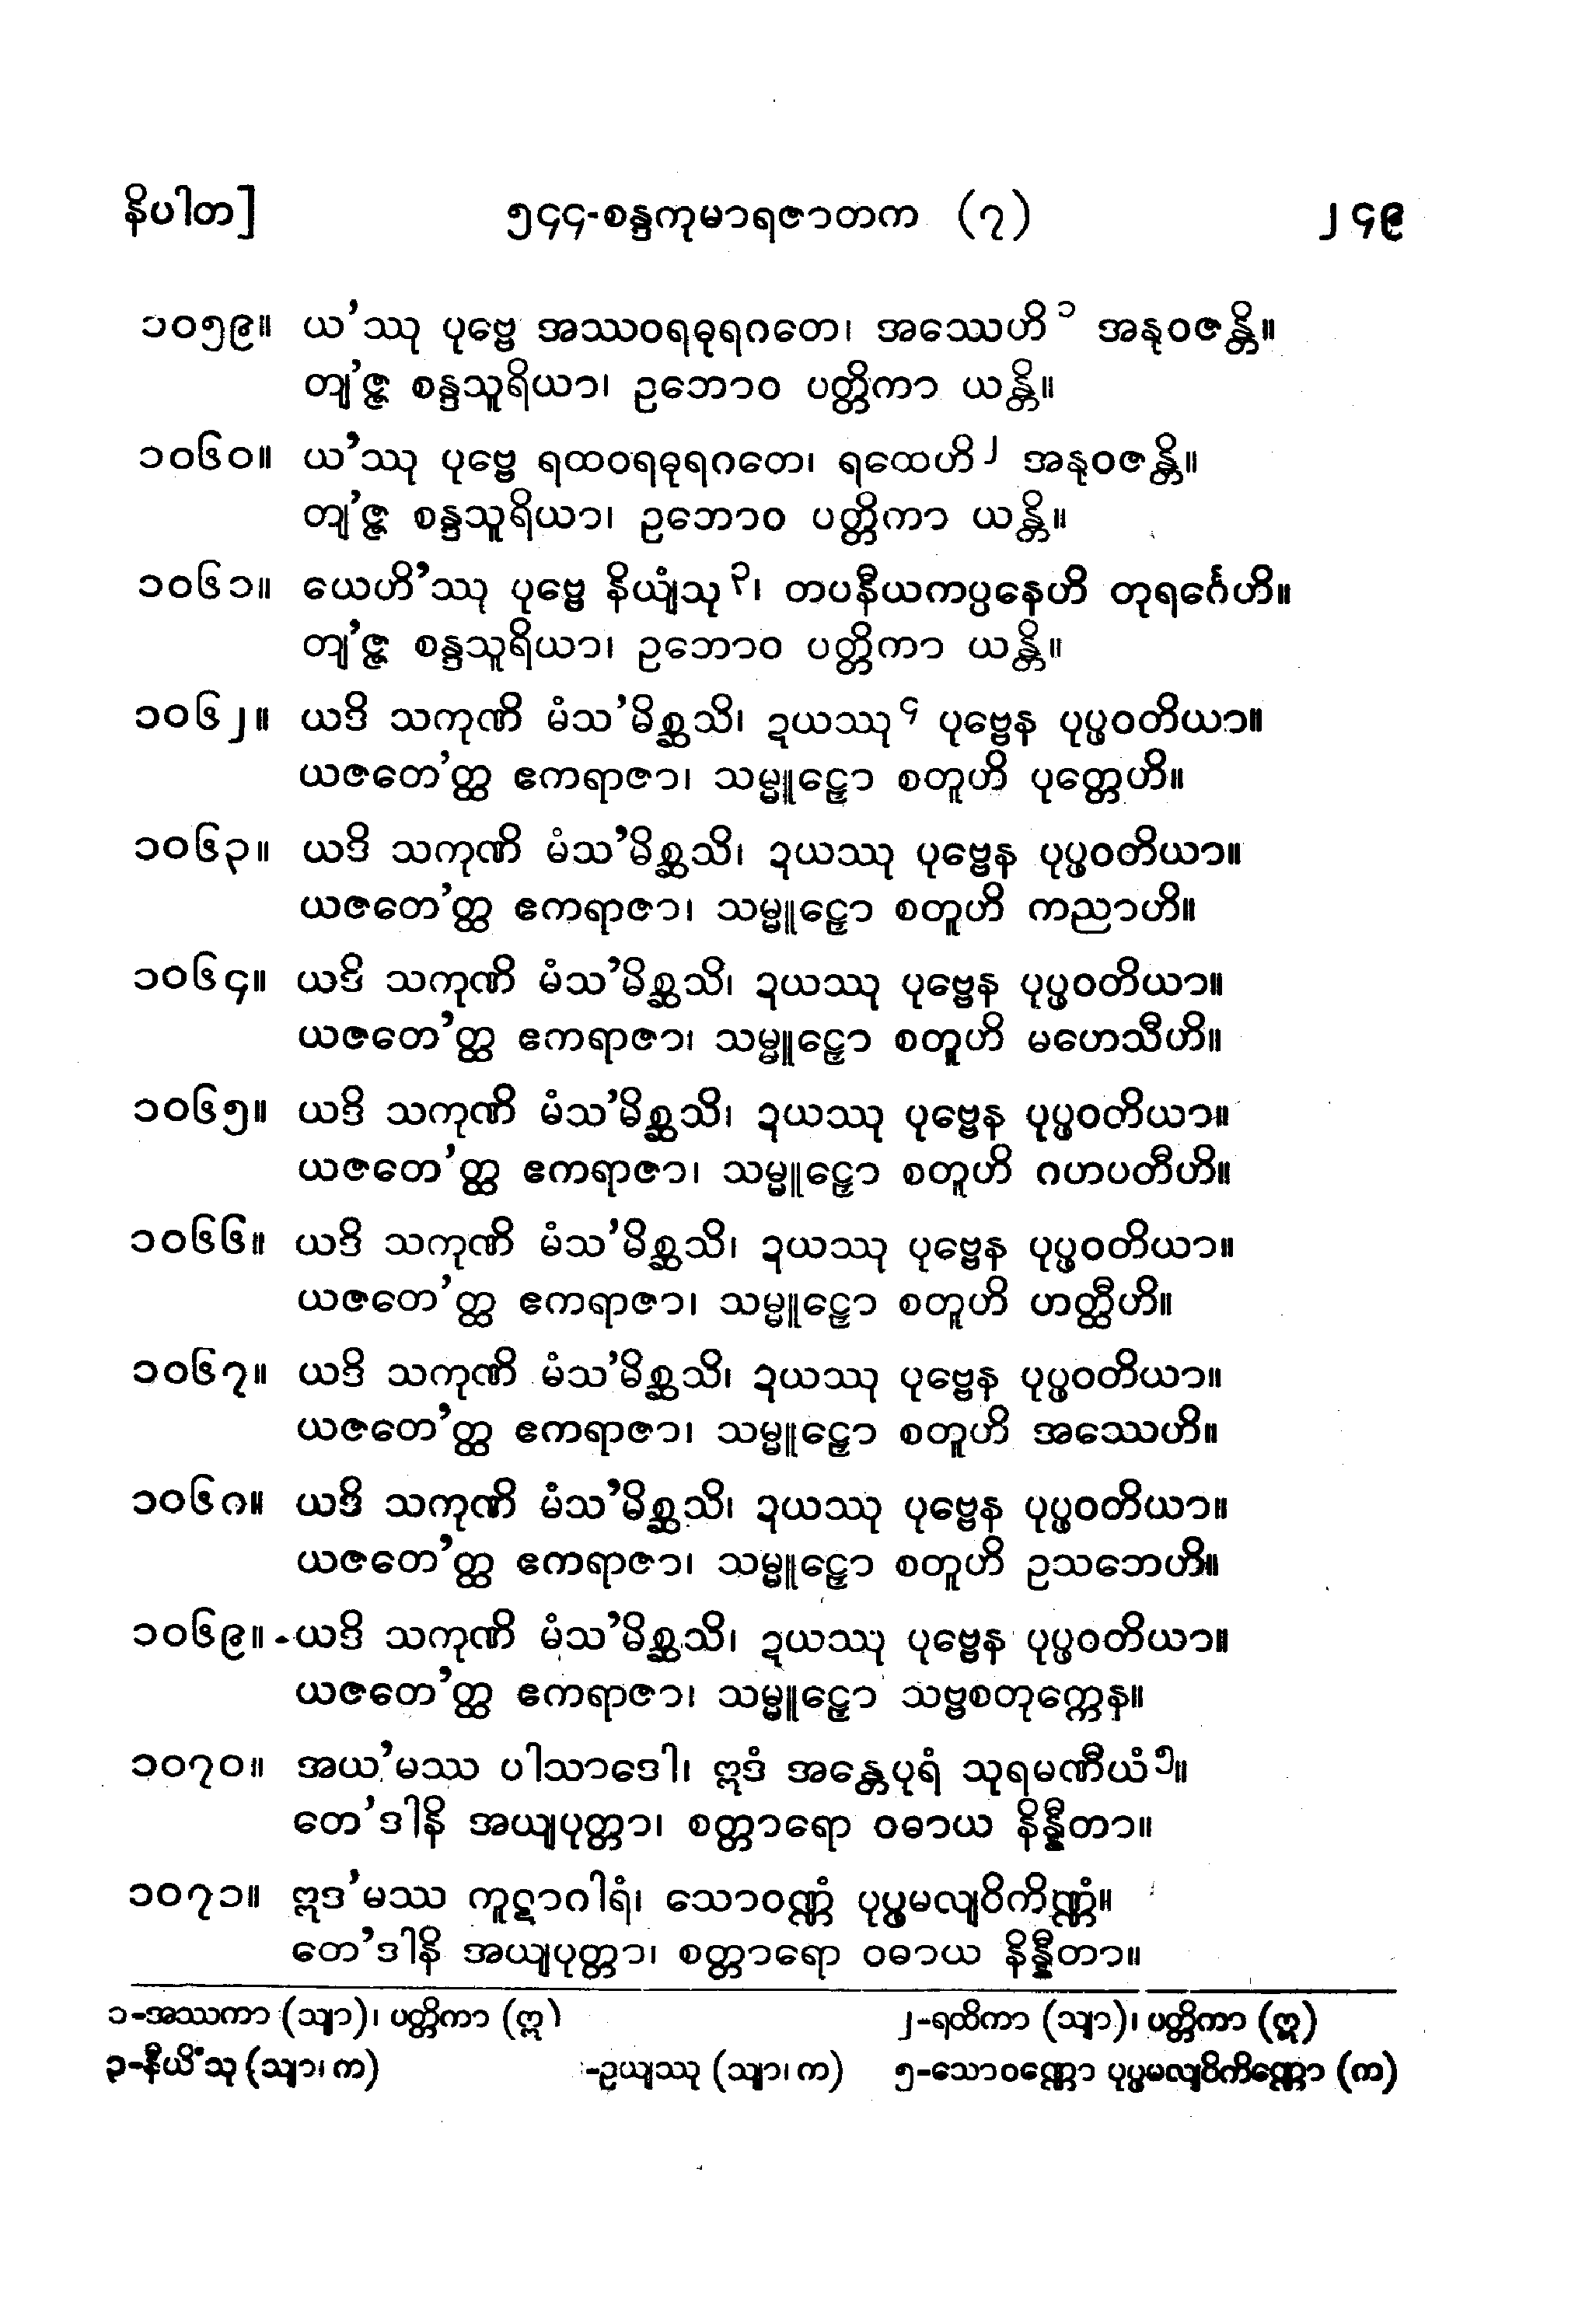 နိပါတ] ၅၄၄-စန္ဒကုမာရဇာတက (၇) ၂၄၉
၁၀၅၉။ ယ’ဿု ပုဗ္ဗေ အဿဝရဓုရဂတေ၊ အဿေဟိ ၁ အနုဝဇန္တိ။
တျ’ဇ္ဇ စန္ဒသူရိယာ၊ ဥဘောဝ ပတ္တိကာ ယန္တိ။
၁၀၆၀။ ယ’ဿု ပုဗ္ဗေ ရထဝရဓုရဂတေ၊ ရထေဟိ ၂ အနုဝဇန္တိ။
တျ’ဇ္ဇ စန္ဒသူရိယာ၊ ဥဘောဝ ပတ္တိကာ ယန္တိ။
၁၀၆၁။ ယေဟိ’ဿု ပုဗ္ဗေ နိယျံသု ၃၊ တပနီယကပ္ပနေဟိ တုရင်္ဂေဟိ။
တျ’ဇ္ဇ စန္ဒသူရိယာ၊ ဥဘောဝ ပတ္တိကာ ယန္တိ။
၁၀၆၂။ ယဒိ သကုဏိ မံသ’မိစ္ဆသိ၊ ဍယဿု ၄ ပုဗ္ဗေန ပုပ္ဖဝတိယာ။
ယဇတေ’တ္ထ ဧကရာဇာ၊ သမ္မူဠှော စတူဟိ ပုတ္တေဟိ။
၁၀၆၃။ ယဒိ သကုဏိ မံသ’မိစ္ဆသိ၊ ဍယဿု ပုဗ္ဗေန ပုပ္ဖဝတိယာ။
ယဇတေ’တ္ထ ဧကရာဇာ၊ သမ္မူဠှော စတူဟိ ကညာဟိ။
၁၀၆၄။ ယဒိ သကုဏိ မံသ’မိစ္ဆသိ၊ ဍယဿု ပုဗ္ဗေန ပုပ္ဖဝတိယာ။
ယဇတေ’တ္ထ ဧကရာဇာ၊ သမ္မူဠှော စတူဟိ မဟေသီဟိ။
၁၀၆၅။ ယဒိ သကုဏိ မံသ’မိစ္ဆသိ၊ ဍယဿု ပုဗ္ဗေန ပုပ္ဖဝတိယာ။
ယဇတေ’တ္ထ ဧကရာဇာ၊ သမ္မူဠှော စတူဟိ ဂဟပတီဟိ။
၁၀၆၆။ ယဒိ သကုဏိ မံသ’မိစ္ဆသိ၊ ဍယဿု ပုဗ္ဗေန ပုပ္ဖဝတိယာ။
ယဇတေ’တ္ထ ဧကရာဇာ၊ သမ္မူဠှော စတူဟိ ဟတ္ထီဟိ။
၁၀၆၇။ ယဒိ သကုဏိ မံသ’မိစ္ဆသိ၊ ဍယဿု ပုဗ္ဗေန ပုပ္ဖဝတိယာ။
ယဇတေ’တ္ထ ဧကရာဇာ၊ သမ္မူဠှော စတူဟိ အဿေဟိ။
၁၀၆၈။ ယဒိ သကုဏိ မံသ’မိစ္ဆသိ၊ ဍယဿု ပုဗ္ဗေန ပုပ္ဖဝတိယာ။
ယဇတေ’တ္ထ ဧကရာဇာ၊ သမ္မူဠှော စတူဟိ ဥသဘေဟိ။
၁၀၆၉။ ယဒိ သကုဏိ မံသ’မိစ္ဆသိ၊ ဍယဿု ပုဗ္ဗေန ပုပ္ဖဝတိယာ။
ယဇတေ’တ္ထ ဧကရာဇာ၊ သမ္မူဠှော သဗ္ဗစတုက္ကေန။
၁၀၇၀။ အယ’မဿ ပါသာဒေါ၊ ဣဒံ အန္တေပုရံ သုရမဏီယံ ၅။
တေ’ဒါနိ အယျပုတ္တာ၊ စတ္တာရော ဝဓာယ နိန္နီတာ။
၁၀၇၁။ ဣဒ’မဿ ကူဋာဂါရံ၊ သောဝဏ္ဏံ ပုပ္ဖမလျဝိကိဏ္ဏံ။
တေ’ဒါနိ အယျပုတ္တာ၊ စတ္တာရော ဝဓာယ နိန္နီတာ။
၁-အဿကာ (သျာ)၊ ပတ္တိကာ (ဣ) ၂-ရထိကာ (သျာ)၊ ပတ္တိကာ (ဣ)
၃-နီယိံသု (သျာ၊ က) -ဥယျဿု (သျာ၊ က) ၅-သောဝဏ္ဏော ပုပ္ဖမလျဝိကိဏ္ဏော (က)